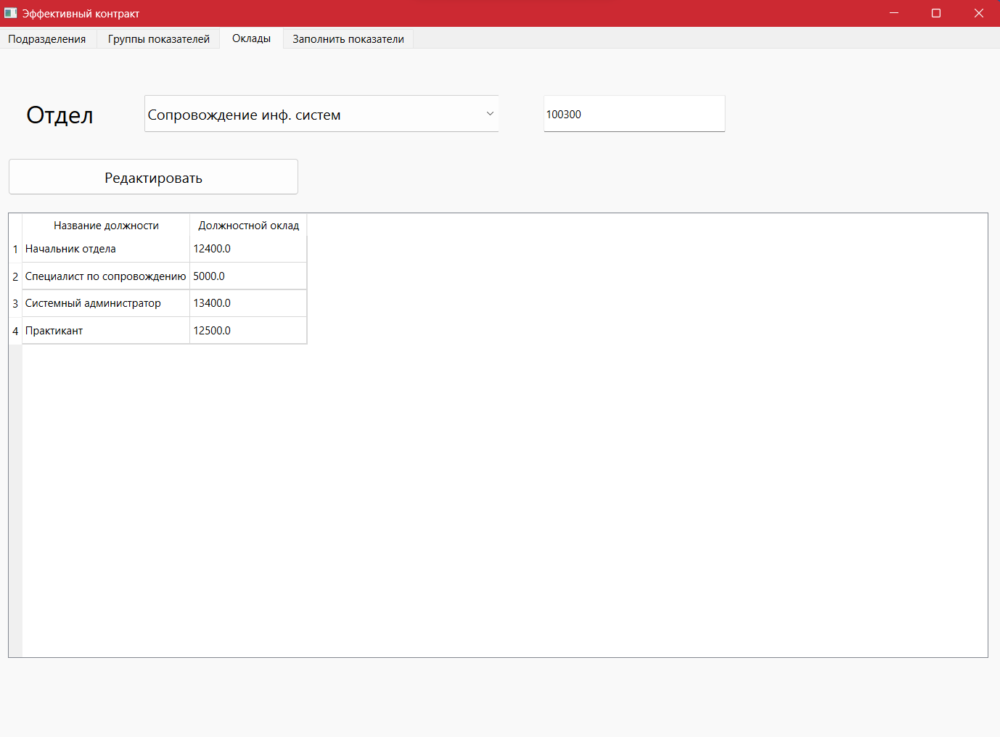 Эффективный контракт
Подразделения Группы показателей Оклады Заполнить показатели
Отдел Сопровождение инф. систем 100300
Редактировать
Название должности Должностной оклад
1 Начальник отдела 12400.0
2 Специалист по сопровождению 5000.0
3 Системный администратор 13400.0
4 Практикант 12500.0